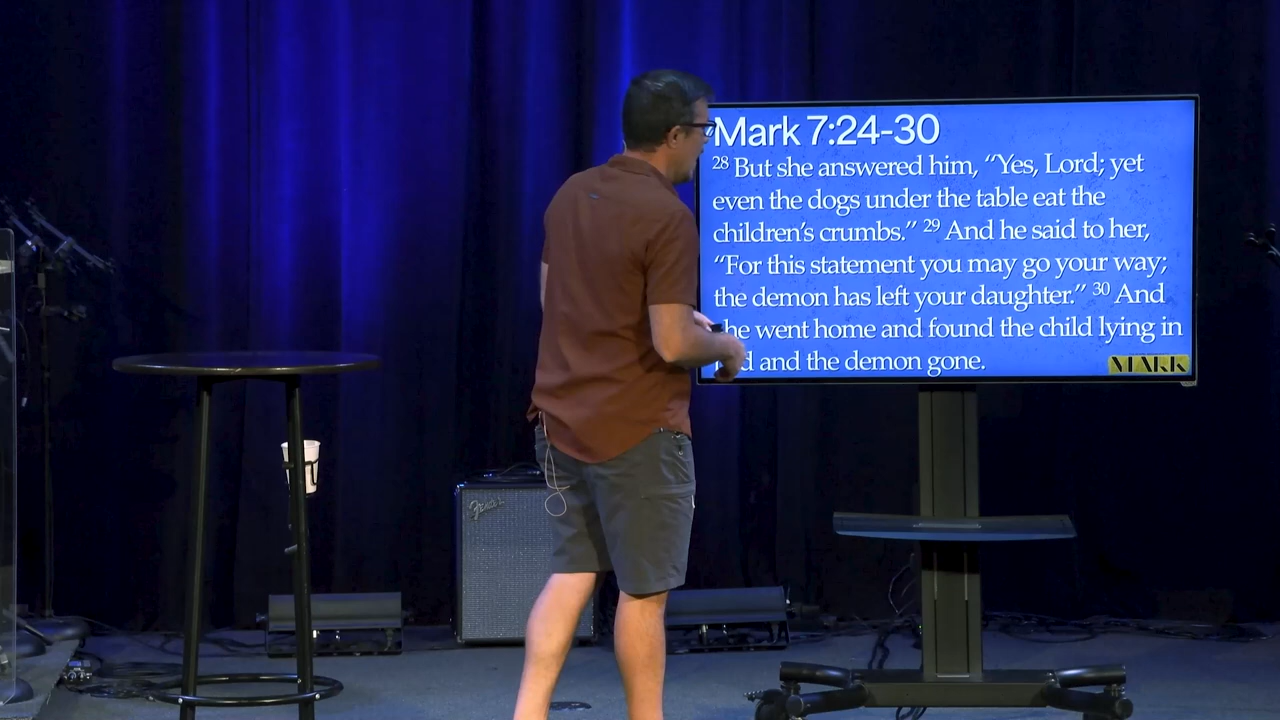 Mark 7:24-30
28 But she answered him, “Yes, Lord; yet
even the dogs under the table eat the
children’s crumbs.” 29 And he said to her,
“For this statement you may go your way;
the demon has left your daughter.” 30 And
he went home and found the child lying in
and the demon gone.
MARK
Fender